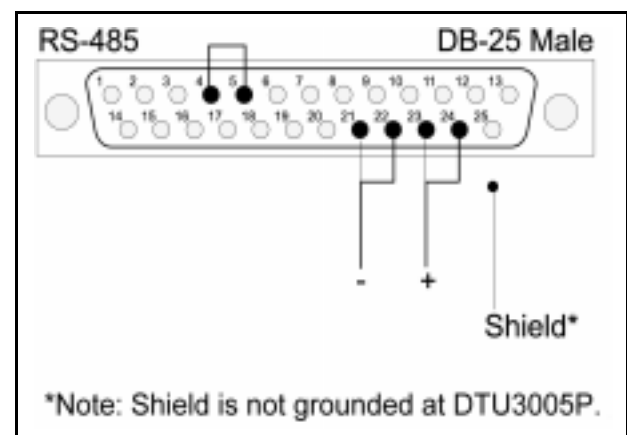 RS-485 DB-25 Male
1 2 3 4 5 6 7 8 9 10 11 12 13
14 15 16 17 18 19 20 21 22 23 24 25
- +
Shield*
*Note: Shield is not grounded at DTU3005P.